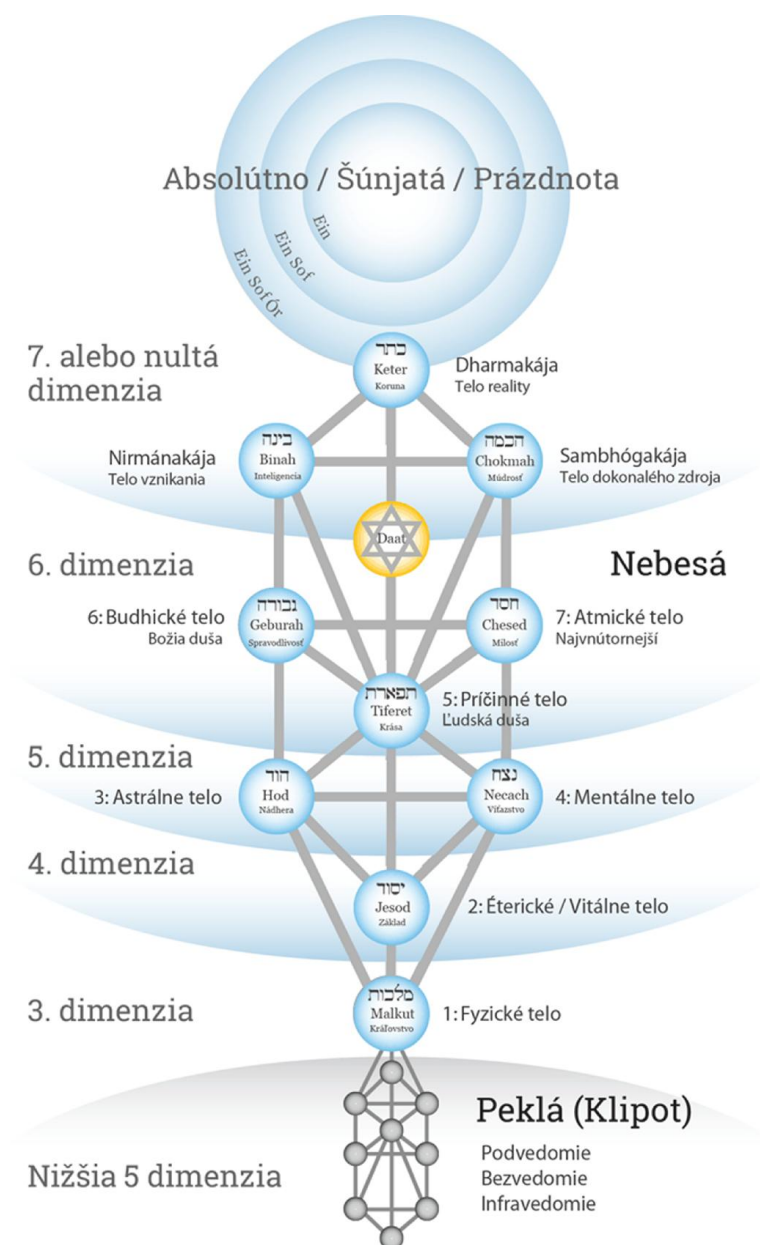 Absolútno / Šúnjatá / Prázdnota
Ein
Ein Sof
Ein Sof Ór
7. alebo nultá
dimenzia
כתר
Keter
Koruna
Dharmakája
Telo reality
Nirmánakája
Telo vznikania
בינה
Binah
Inteligencia
חכמה
Chokmah
Múdrosť
Sambhógakája
Telo dokonalého zdroja
Daat
6. dimenzia
Nebesá
6: Budhické telo
Božia duša
גבורה
Geburah
Spravodlivosť
חסד
Chesed
Milosť
7: Atmické telo
Najvnútornejší
תפארת
Tiferet
Krása
5: Príčinné telo
Ľudská duša
5. dimenzia
3: Astrálne telo
הוד
Hod
Nádhera
נצח
Necach
Víťazstvo
4: Mentálne telo
4. dimenzia
יסוד
Jesod
Základ
2: Éterické / Vitálne telo
3. dimenzia
מלכות
Malkut
Kráľovstvo
1: Fyzické telo
Peklá (Klipot)
Podvedomie
Bezvedomie
Infravedomie
Nižšia 5 dimenzia